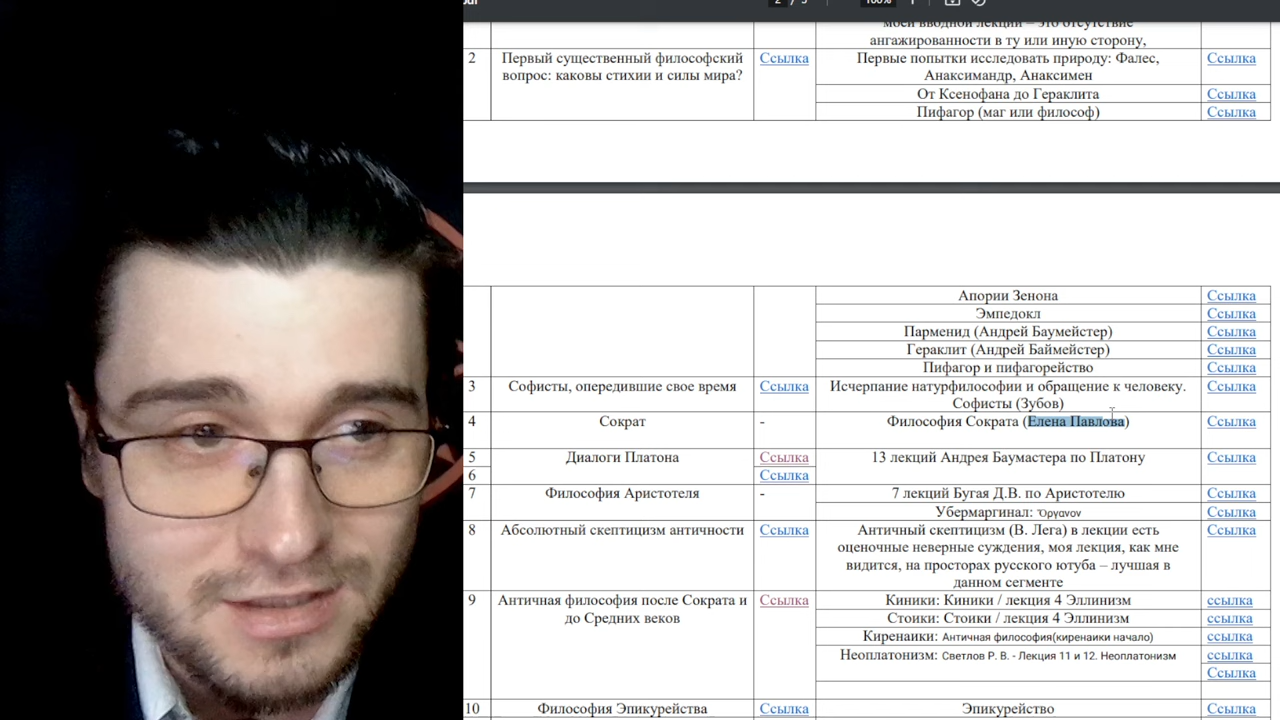 2 / 5
100%
моей вводной лекции – это отсутствие
ангажированности в ту или иную сторону,
2
Первый существенный философский
вопрос: каковы стихии и силы мира?
Ссылка
Первые попытки исследовать природу: Фалес,
Анаксимандр, Анаксимен
Ссылка
От Ксенофана до Гераклита
Ссылка
Пифагор (маг или философ)
Ссылка
Апории Зенона
Ссылка
Эмпедокл
Ссылка
Парменид (Андрей Баумейстер)
Ссылка
Гераклит (Андрей Баймейстер)
Ссылка
Пифагор и пифагорейство
Ссылка
3
Софисты, опередившие свое время
Ссылка
Исчерпание натурфилософии и обращение к человеку.
Софисты (Зубов)
Ссылка
4
Сократ
-
Философия Сократа (Елена Павлова)
Ссылка
5
Диалоги Платона
Ссылка
13 лекций Андрея Баумастера по Платону
Ссылка
6
Ссылка
7
Философия Аристотеля
-
7 лекций Бугая Д.В. по Аристотелю
Ссылка
Убермаргинал: Ὄργανον
Ссылка
8
Абсолютный скептицизм античности
Ссылка
Античный скептицизм (В. Лега) в лекции есть
оценочные неверные суждения, моя лекция, как мне
видится, на просторах русского ютуба – лучшая в
данном сегменте
Ссылка
9
Античная философия после Сократа и
до Средних веков
Ссылка
Киники: Киники / лекция 4 Эллинизм
ссылка
Стоики: Стоики / лекция 4 Эллинизм
ссылка
Киренаики: Античная философия(киренаики начало)
ссылка
Неоплатонизм: Светлов Р. В. - Лекция 11 и 12. Неоплатонизм
ссылка
Ссылка
10
Философия Эпикурейства
Ссылка
Эпикурейство
Ссылка